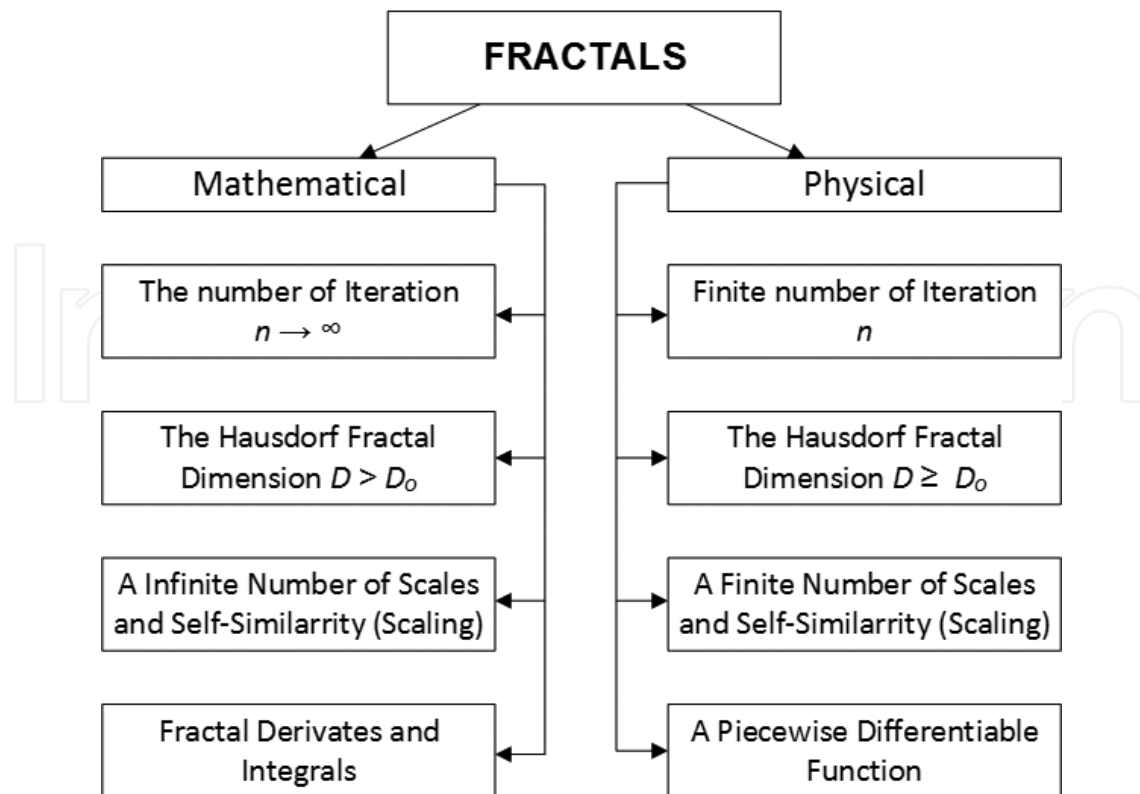 FRACTALS
Mathematical
The number of Iteration
n → ∞
The Hausdorf Fractal
Dimension D > Do
A Infinite Number of Scales
and Self-Similarrity (Scaling)
Fractal Derivates and
Integrals
Physical
Finite number of Iteration
n
The Hausdorf Fractal
Dimension D ≥ Do
A Finite Number of Scales
and Self-Similarrity (Scaling)
A Piecewise Differentiable
Function